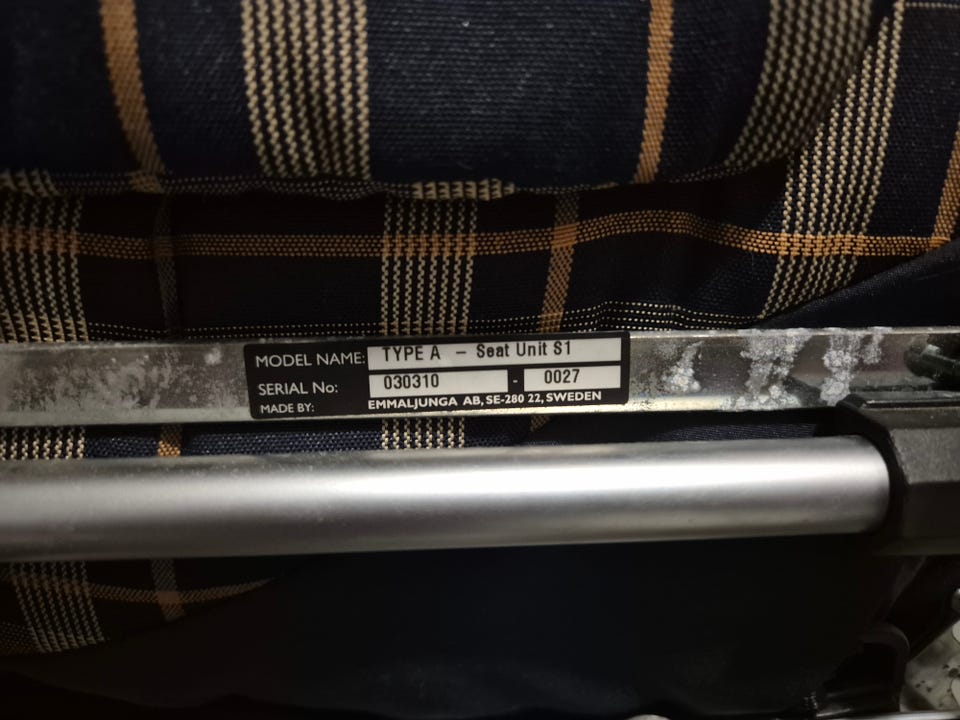 MODEL NAME: TYPE A – Seat Unit S1
SERIAL No: 030310 - 0027
MADE BY: EMMALJUNGA AB, SE-280 22, SWEDEN